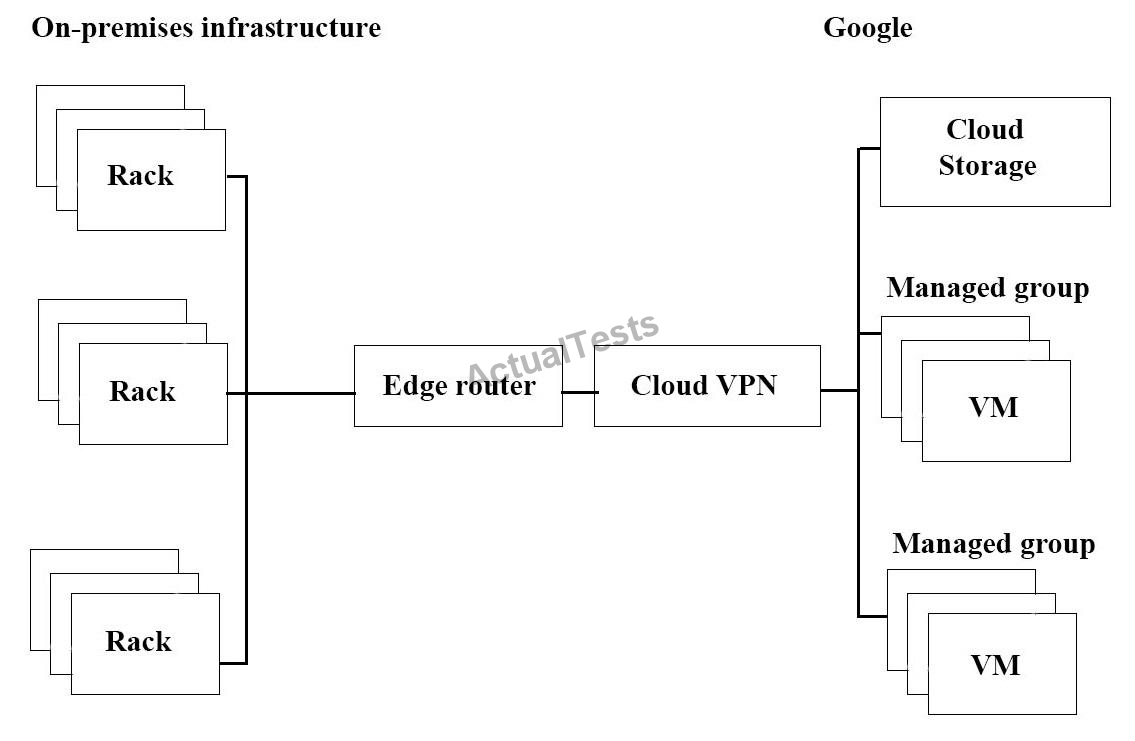 On-premises infrastructure
Google
Rack
Cloud
Storage
Managed group
Rack
ActualTests
Edge router
Cloud VPN
VM
Managed group
Rack
VM